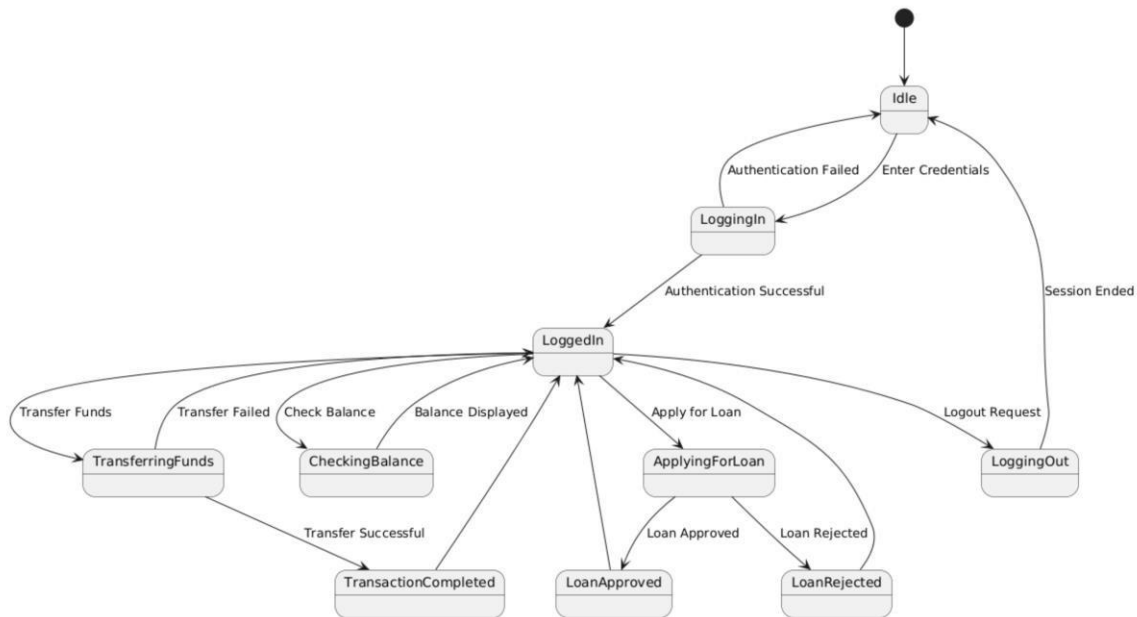 Idle
Authentication Failed
Enter Credentials
LoggingIn
Authentication Successful
Session Ended
LoggedIn
Transfer Funds
Transfer Failed
Check Balance
Balance Displayed
Apply for Loan
Logout Request
TransferringFunds
CheckingBalance
ApplyingForLoan
LoggingOut
Transfer Successful
Loan Approved
Loan Rejected
TransactionCompleted
LoanApproved
LoanRejected